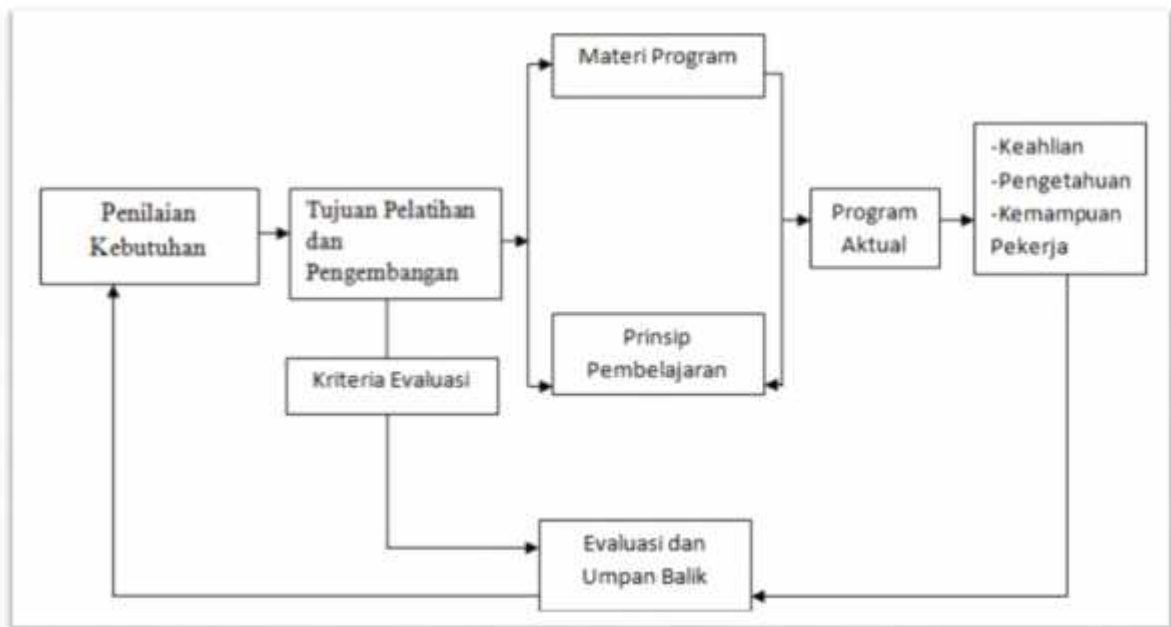 Penilaian
Kebutuhan
Tujuan Pelatihan
dan
Pengembangan
Kriteria Evaluasi
Materi Program
Prinsip
Pembelajaran
Program
Aktual
-Keahlian
-Pengetahuan
-Kemampuan
Pekerja
Evaluasi dan
Umpan Balik